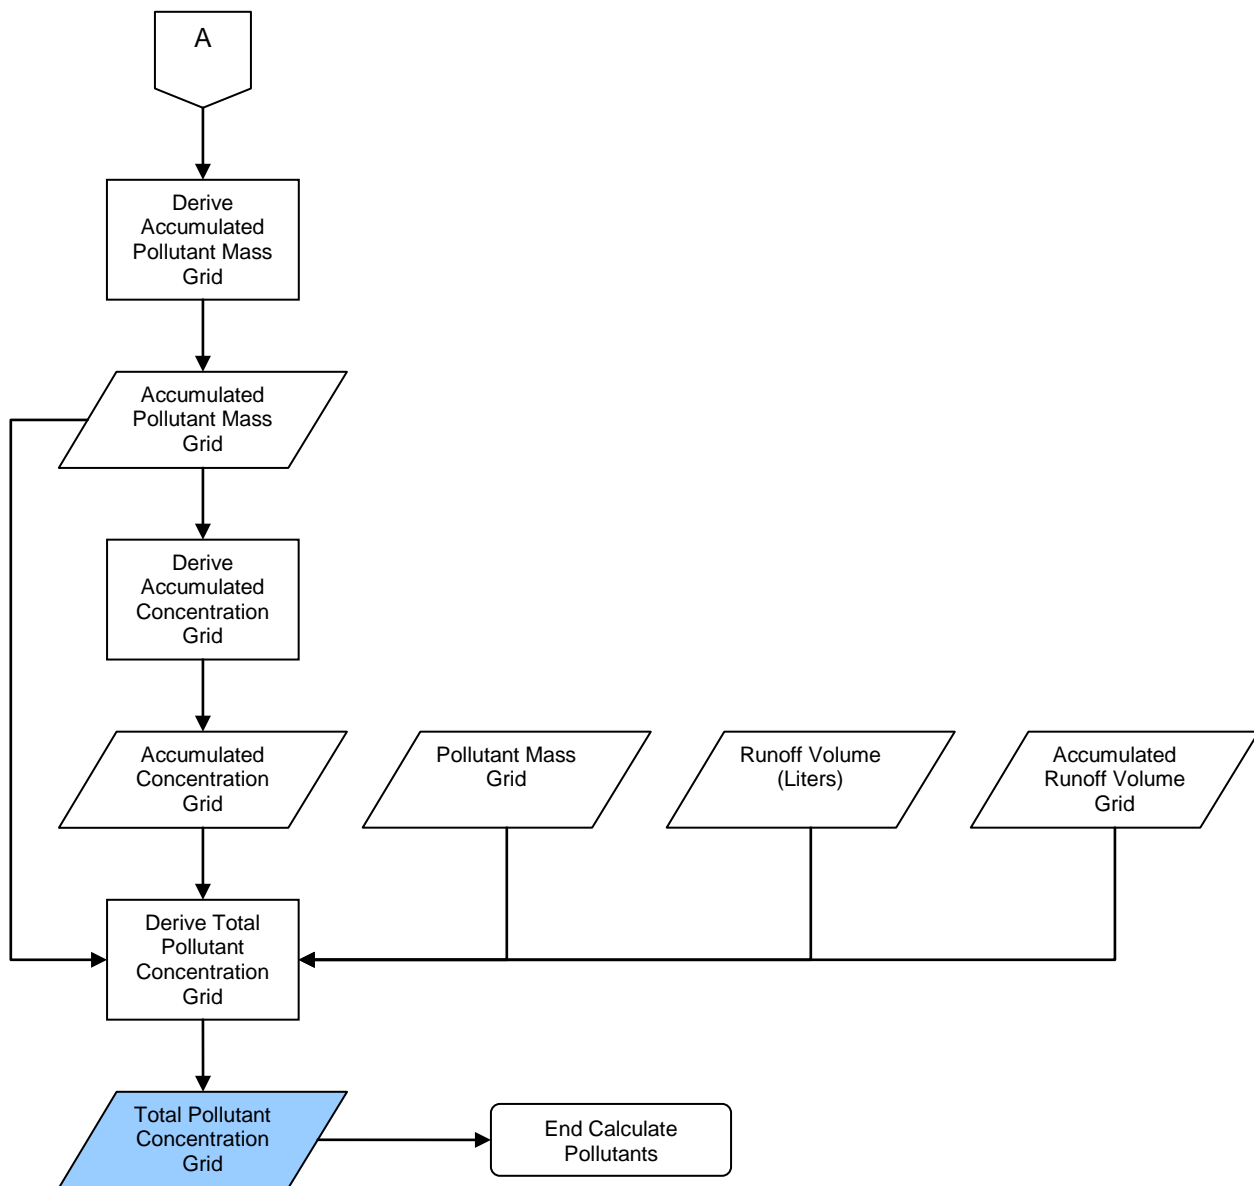 A
Derive
Accumulated
Pollutant Mass
Grid
Accumulated
Pollutant Mass
Grid
Derive
Accumulated
Concentration
Grid
Accumulated
Concentration
Grid
Pollutant Mass
Grid
Runoff Volume
(Liters)
Accumulated
Runoff Volume
Grid
Derive Total
Pollutant
Concentration
Grid
Total Pollutant
Concentration
Grid
End Calculate
Pollutants